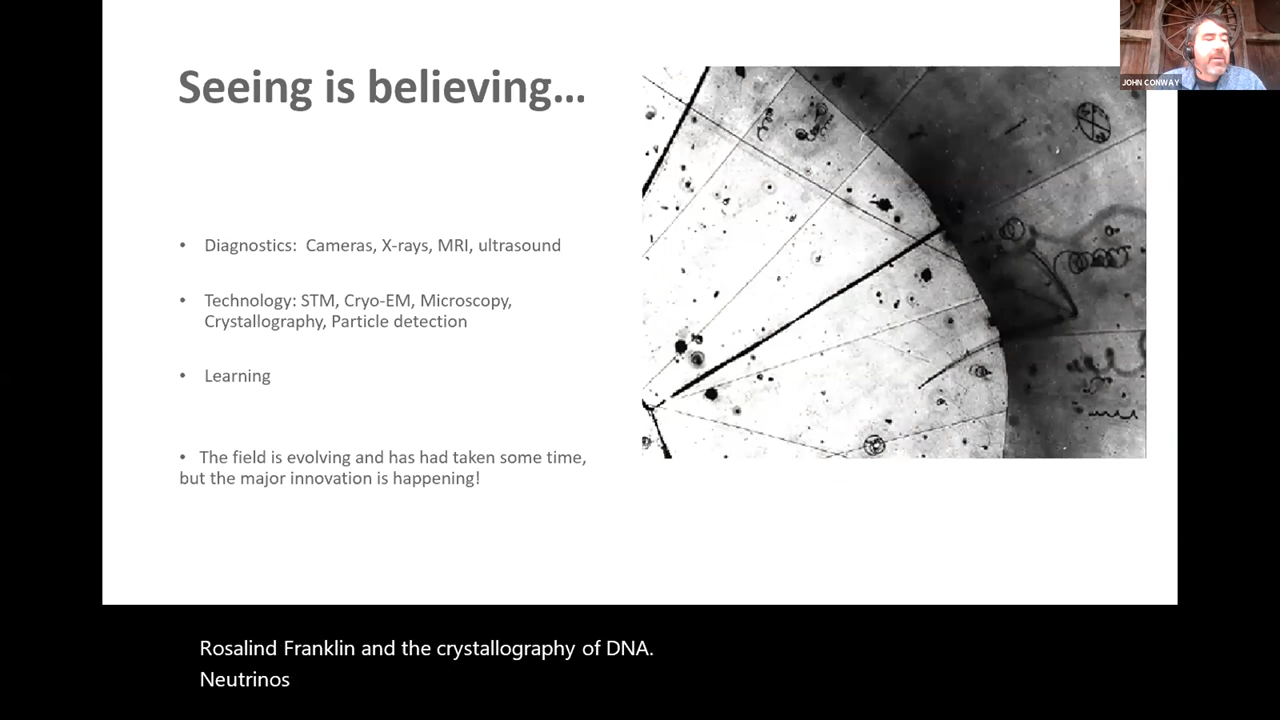 Seeing is believing...
JOHN CONWAY
• Diagnostics: Cameras, X-rays, MRI, ultrasound
• Technology: STM, Cryo-EM, Microscopy,
Crystallography, Particle detection
• Learning
• The field is evolving and has had taken some time,
but the major innovation is happening!
Rosalind Franklin and the crystallography of DNA.
Neutrinos